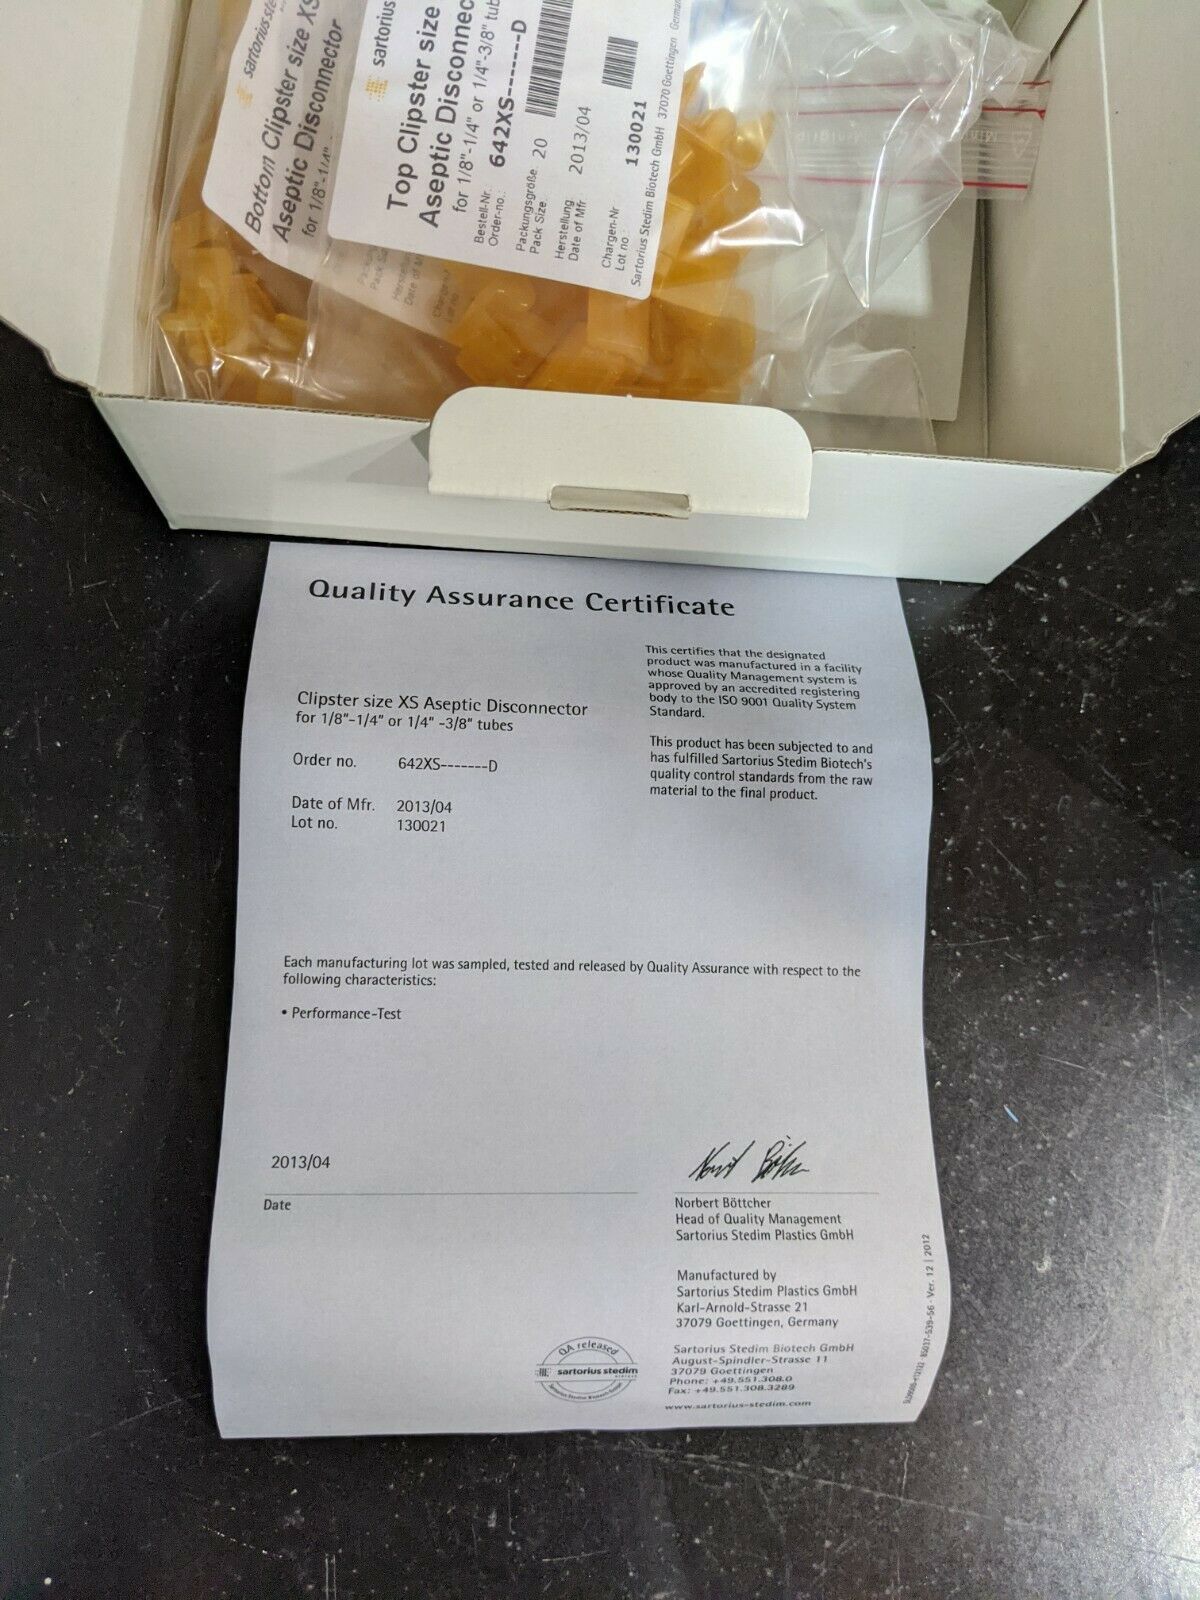 sartorius ste
Bottom Clipster size XS
Aseptic Disconnector
for 1/8"-1/4"
sartorius
Top Clipster size
Aseptic Disconnec
for 1/8"-1/4" or 1/4"-3/8" tub
Bestell-Nr.
Order-no.: 642XS-------D
Packungsgröße
Pack Size 20
Herstellung
Date of Mfr 2013/04
Chargen-Nr
Lot no 130021
Sartorius Stedim Biotech GmbH 37070 Goettingen German
Quality Assurance Certificate
This certifies that the designated
product was manufactured in a facility
whose Quality Management system is
approved by an accredited registering
body to the ISO 9001 Quality System
Standard.
This product has been subjected to and
has fulfilled Sartorius Stedim Biotech's
quality control standards from the raw
material to the final product.
Clipster size XS Aseptic Disconnector
for 1/8"-1/4" or 1/4" -3/8" tubes
Order no. 642XS-------D
Date of Mfr. 2013/04
Lot no. 130021
Each manufacturing lot was sampled, tested and released by Quality Assurance with respect to the
following characteristics:
• Performance-Test
2013/04
Date
Norbert Böttcher
Head of Quality Management
Sartorius Stedim Plastics GmbH
Manufactured by
Sartorius Stedim Plastics GmbH
Karl-Arnold-Strasse 21
37079 Goettingen, Germany
Sartorius Stedim Biotech GmbH
August-Spindler-Strasse 11
37079 Goettingen
Phone: +49.551.308.0
Fax: +49.551.308.3289
www.sartorius-stedim.com
QA released
sartorius stedim
85037-539-56 · Ver. 12 | 2012